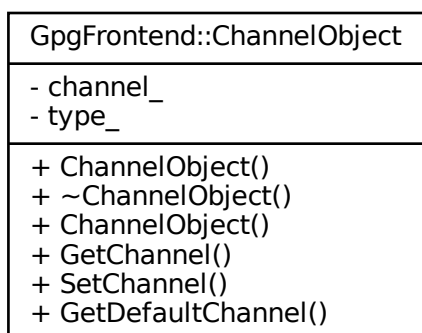 GpgFrontend::ChannelObject
- channel_
- type_
+ ChannelObject()
+ ~ChannelObject()
+ ChannelObject()
+ GetChannel()
+ SetChannel()
+ GetDefaultChannel()